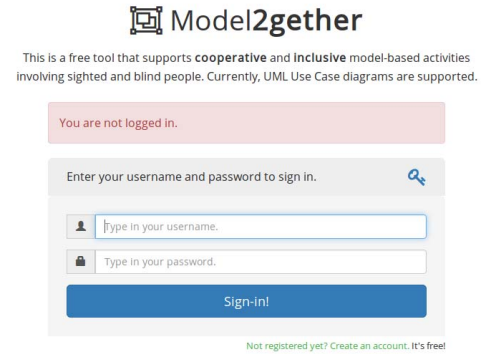 Model2gether
This is a free tool that supports cooperative and inclusive model-based activities
involving sighted and blind people. Currently, UML Use Case diagrams are supported.
You are not logged in.
Enter your username and password to sign in.
Type in your username.
Type in your password.
Sign-in!
Not registered yet? Create an account. It's free!